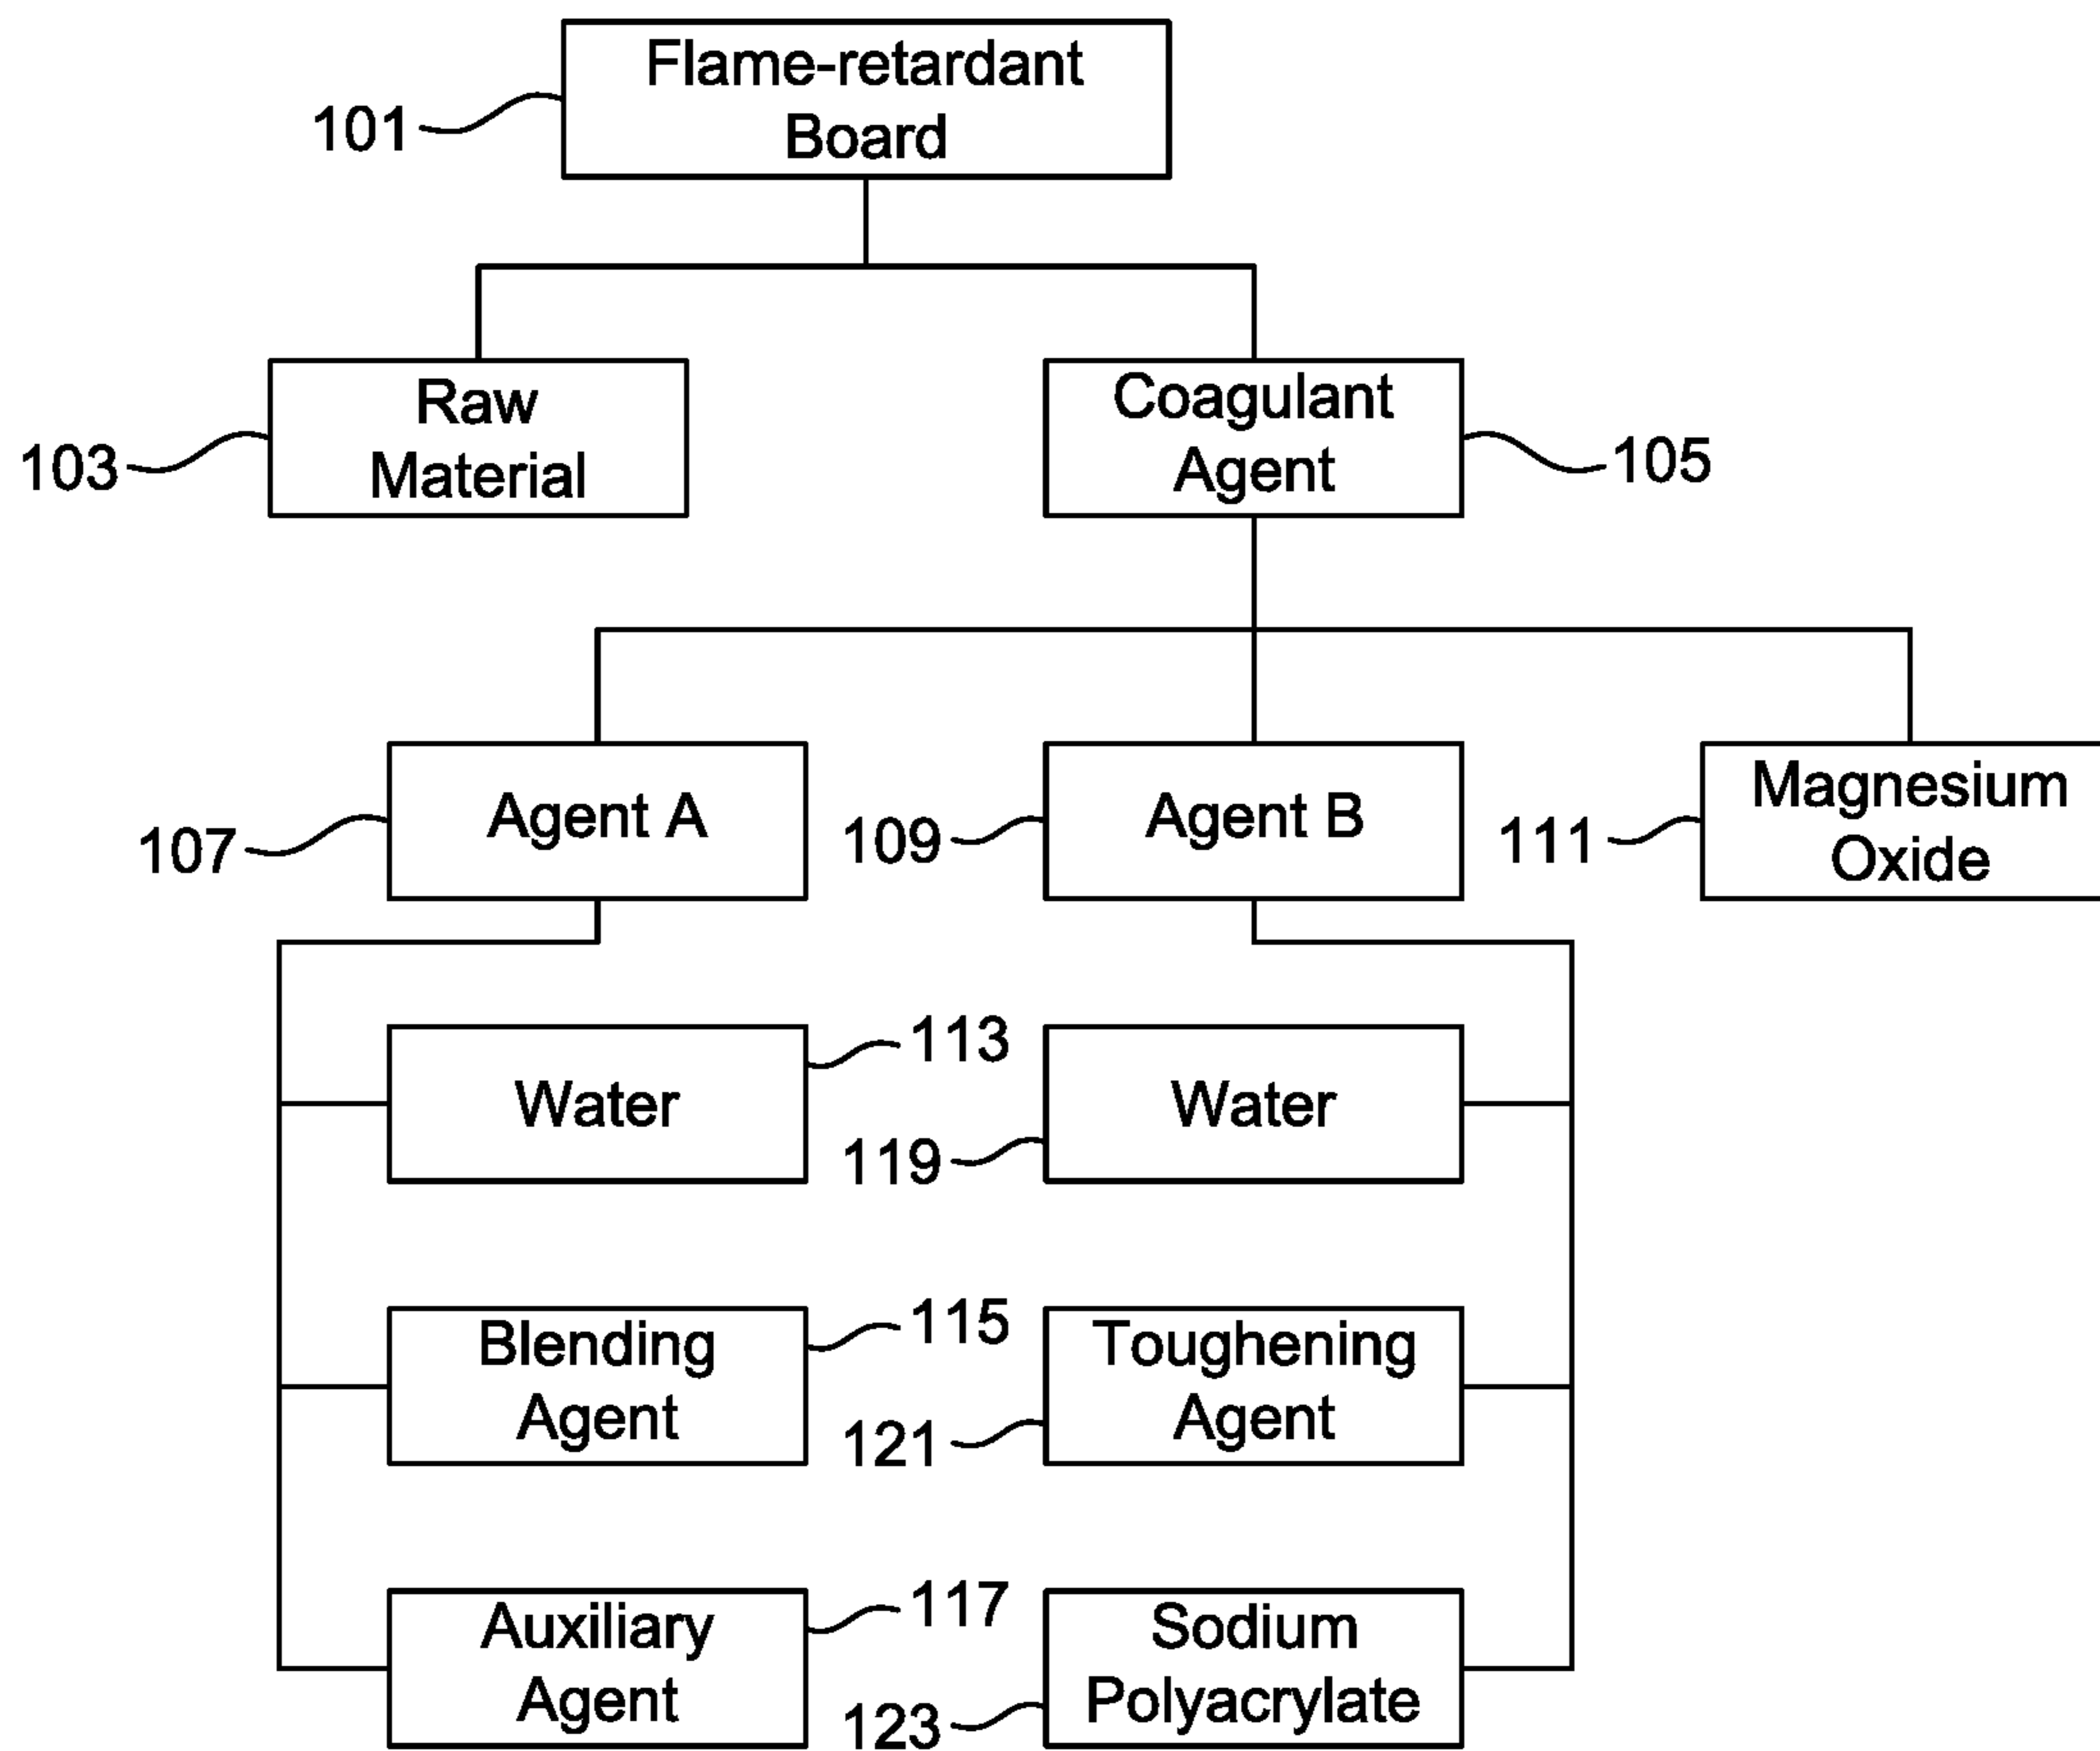 Flame-retardant
Board
101
Raw
Material
103
Coagulant
Agent
105
Agent A
107
Agent B
109
Magnesium
Oxide
111
Water
113
Water
119
Blending
Agent
115
Toughening
Agent
121
Auxiliary
Agent
117
Sodium
Polyacrylate
123